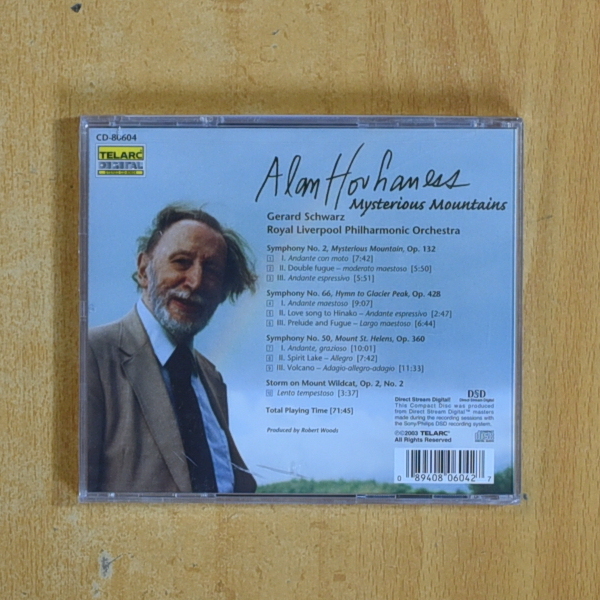 CD-80604
TELARC
DIGITAL
Alan Hovhaness
Mysterious Mountains
Gerard Schwarz
Royal Liverpool Philharmonic Orchestra
Symphony No. 2, Mysterious Mountain, Op. 132
1 I. Andante con moto [7:42]
2 II. Double fugue – moderato maestoso [5:50]
3 III. Andante espressivo [5:51]
Symphony No. 66, Hymn to Glacier Peak, Op. 428
4 I. Andante maestoso [9:07]
5 II. Love song to Hinako – Andante espressivo [2:47]
6 III. Prelude and Fugue – Largo maestoso [6:44]
Symphony No. 50, Mount St. Helens, Op. 360
7 I. Andante, grazioso [10:01]
8 II. Spirit Lake – Allegro [7:42]
9 III. Volcano – Adagio-allegro-adagio [11:33]
Storm on Mount Wildcat, Op. 2, No. 2
Lento tempestoso [3:37]
Total Playing Time [71:45]
Produced by Robert Woods
DSD
Direct Stream Digital
Direct Stream Digital!
This Compact Disc was produced
from Direct Stream Digital™ masters
made during the recording sessions with
the Sony/Philips DSD recording system.
℗©2003 TELARC®
All Rights Reserved
0 89408 06042 7